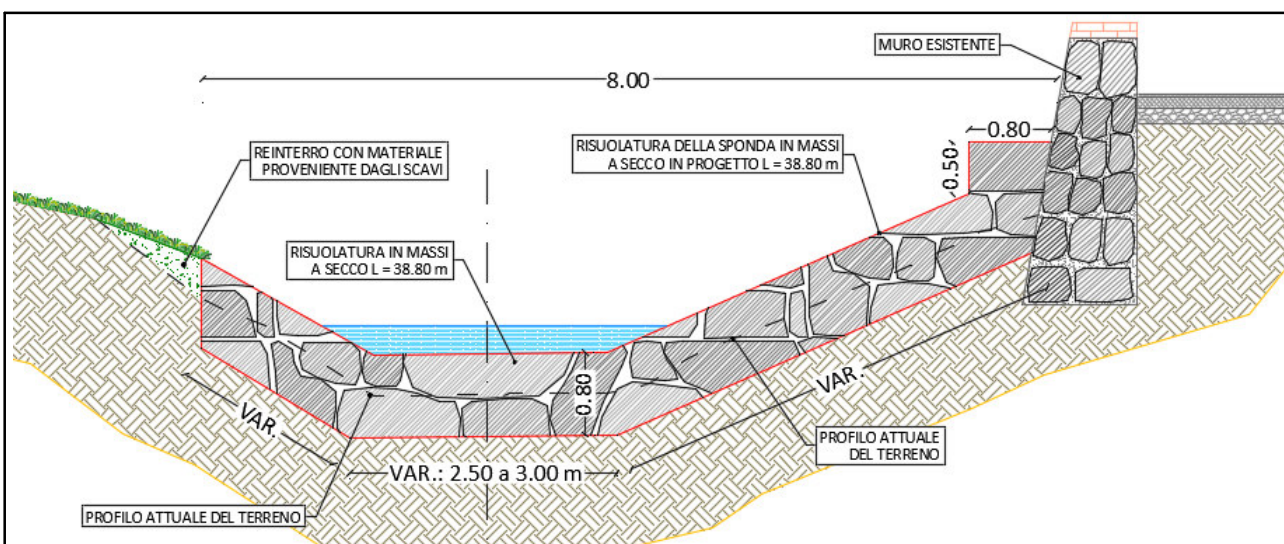 MURO ESISTENTE
8.00
0.80
RISUOLATURA DELLA SPONDA IN MASSI
A SECCO IN PROGETTO L = 38.80 m
REINTERRO CON MATERIALE
PROVENIENTE DAGLI SCAVI
0.50
RISUOLATURA IN MASSI
A SECCO L = 38.80 m
0.80
VAR.
VAR.
PROFILO ATTUALE
DEL TERRENO
VAR.: 2.50 a 3.00 m
PROFILO ATTUALE DEL TERRENO